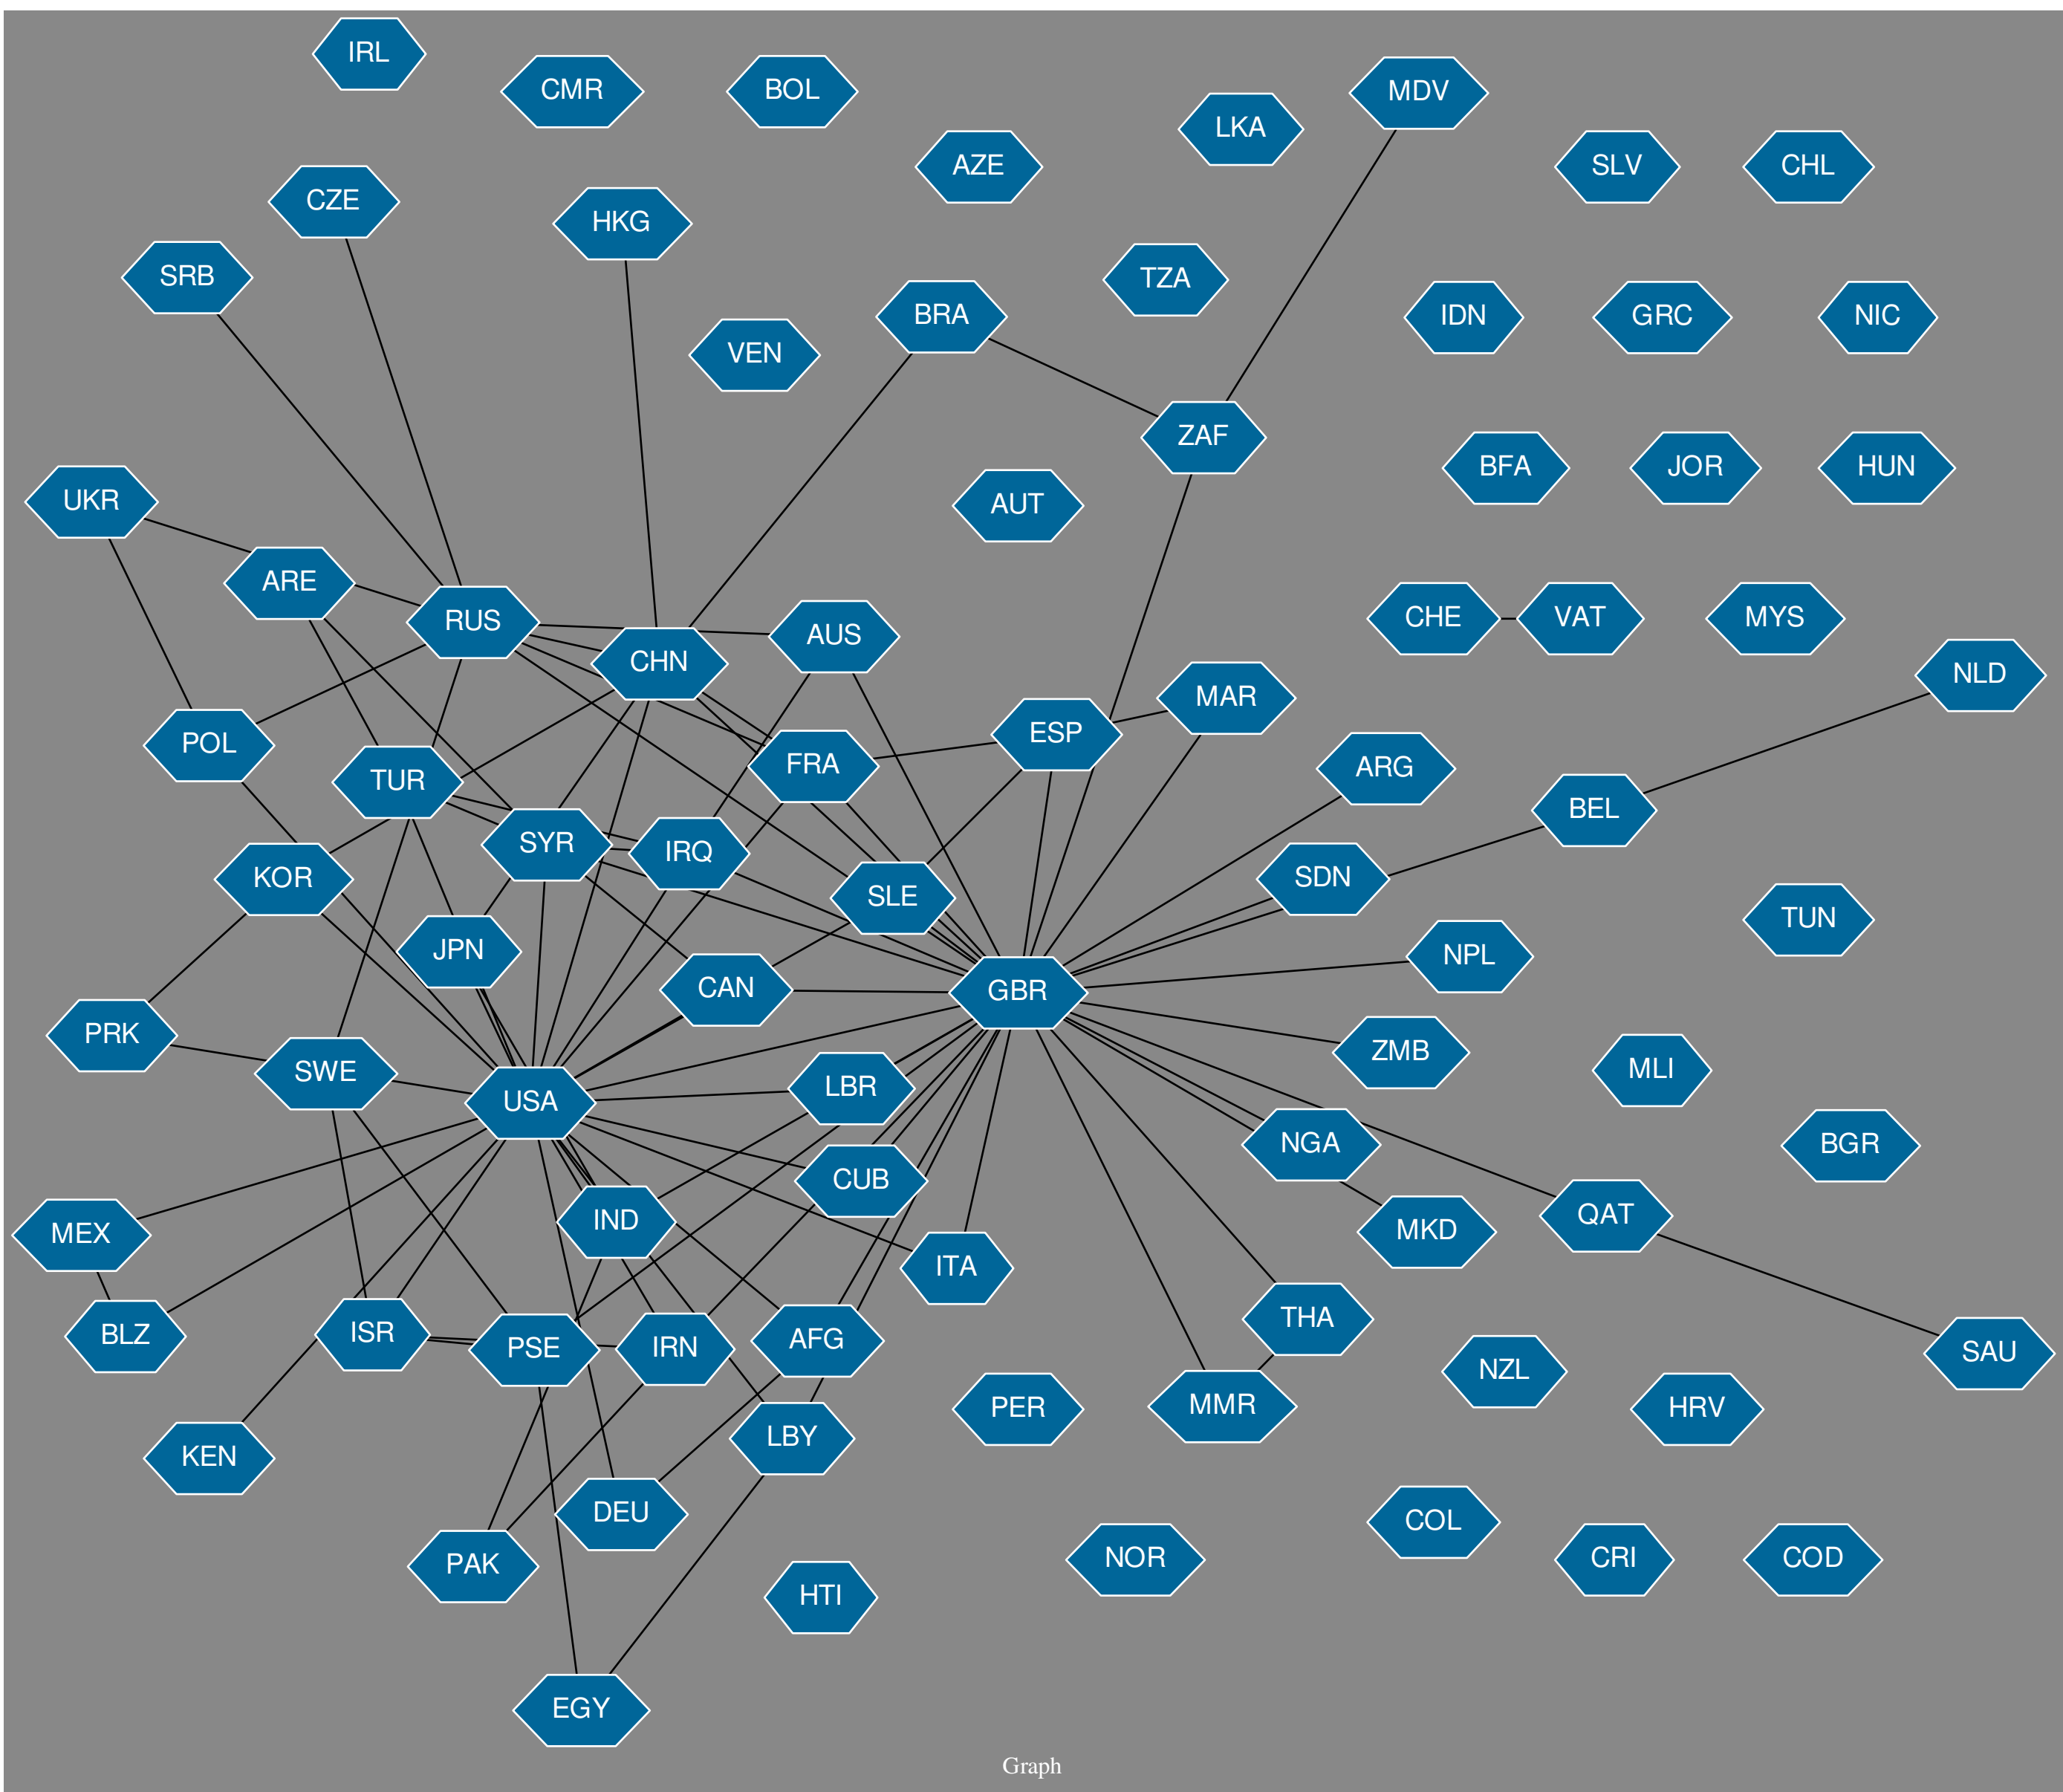 IRL
CMR
BOL
MDV
LKA
AZE
SLV
CHL
CZE
HKG
SRB
TZA
BRA
IDN
GRC
NIC
VEN
ZAF
BFA
JOR
HUN
UKR
AUT
ARE
RUS
CHE
VAT
MYS
AUS
CHN
NLD
MAR
ESP
POL
FRA
ARG
TUR
BEL
SYR
IRQ
KOR
SDN
SLE
TUN
JPN
NPL
CAN
GBR
PRK
ZMB
SWE
MLI
LBR
USA
NGA
BGR
CUB
IND
QAT
MEX
MKD
ITA
THA
BLZ
ISR
AFG
PSE
IRN
SAU
NZL
MMR
PER
HRV
LBY
KEN
DEU
COL
PAK
NOR
CRI
COD
HTI
EGY
Graph